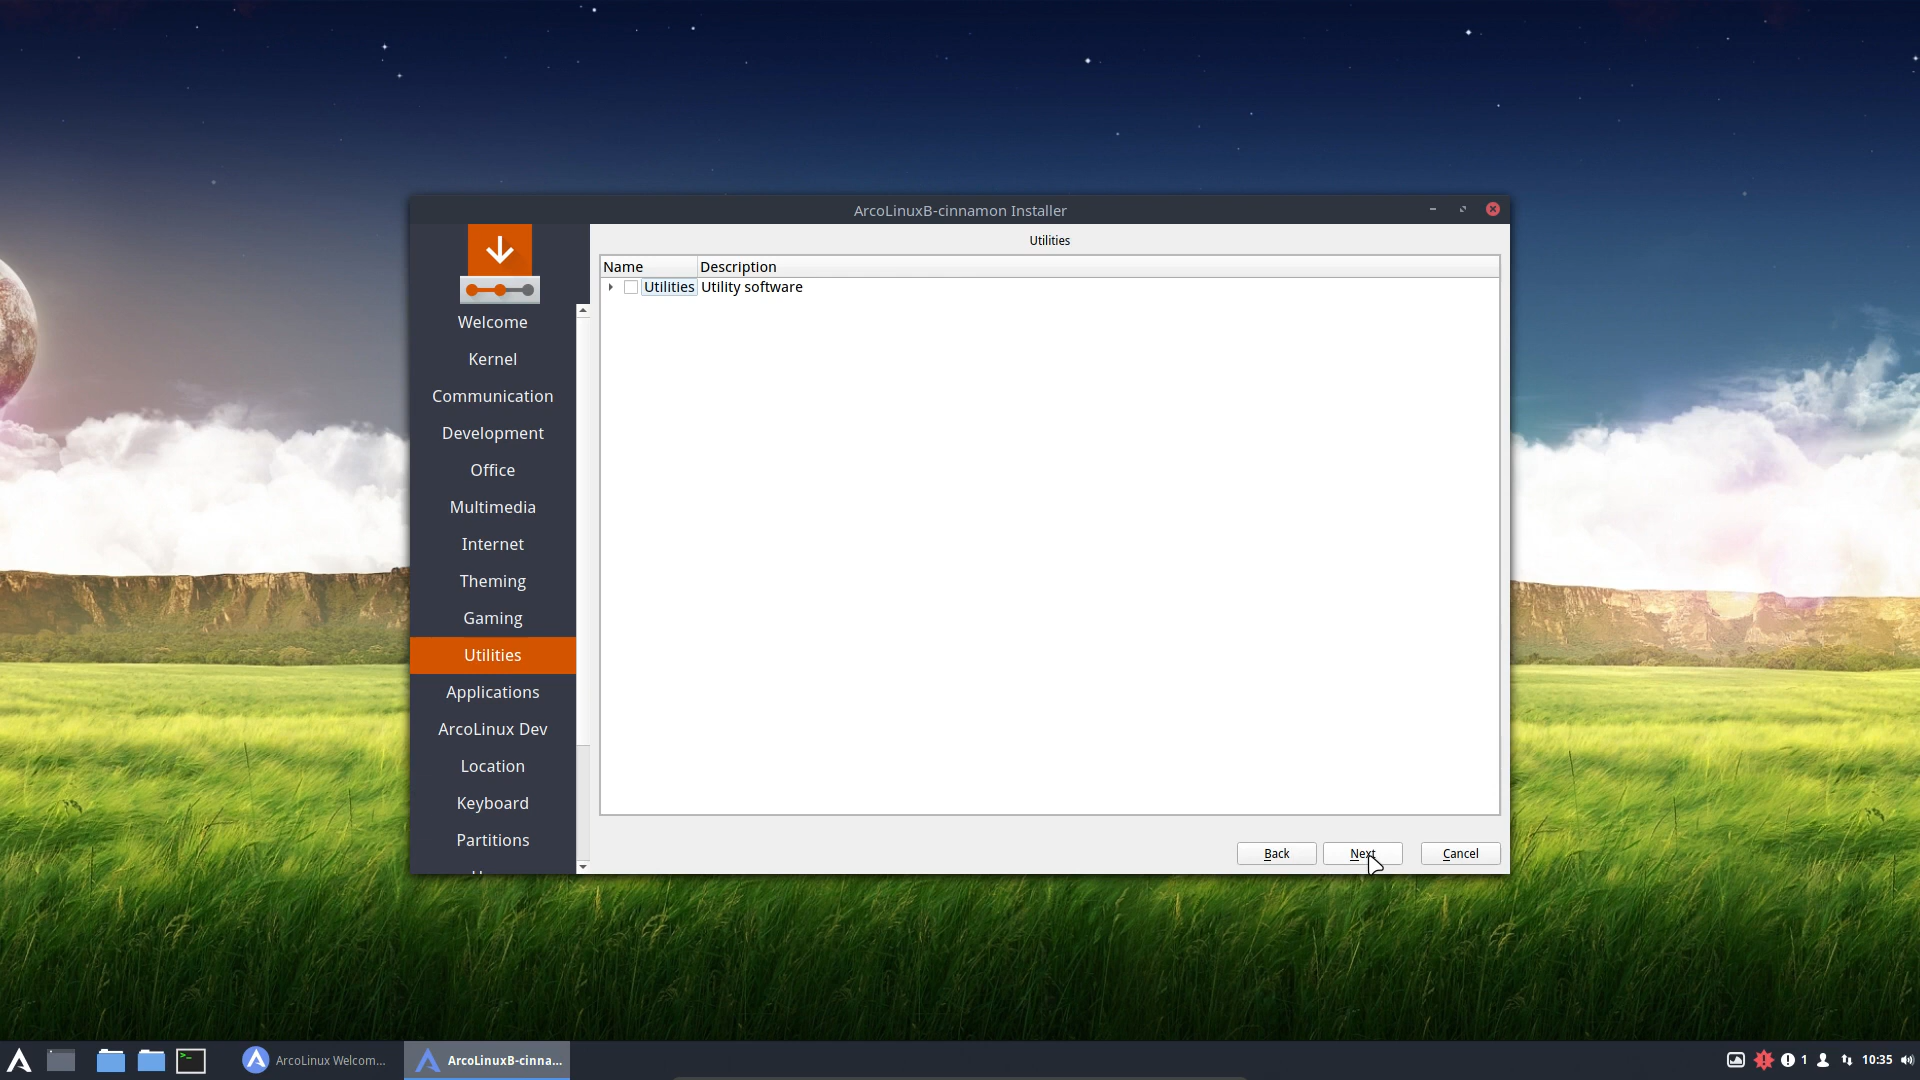 ArcoLinuxB-cinnamon Installer
Utilities
Name Description
Utilities Utility software
Welcome
Kernel
Communication
Development
Office
Multimedia
Internet
Theming
Gaming
Utilities
Applications
ArcoLinux Dev
Location
Keyboard
Partitions
Back Next Cancel
ArcoLinux Welcom... ArcoLinuxB-cinna... 1 10:35